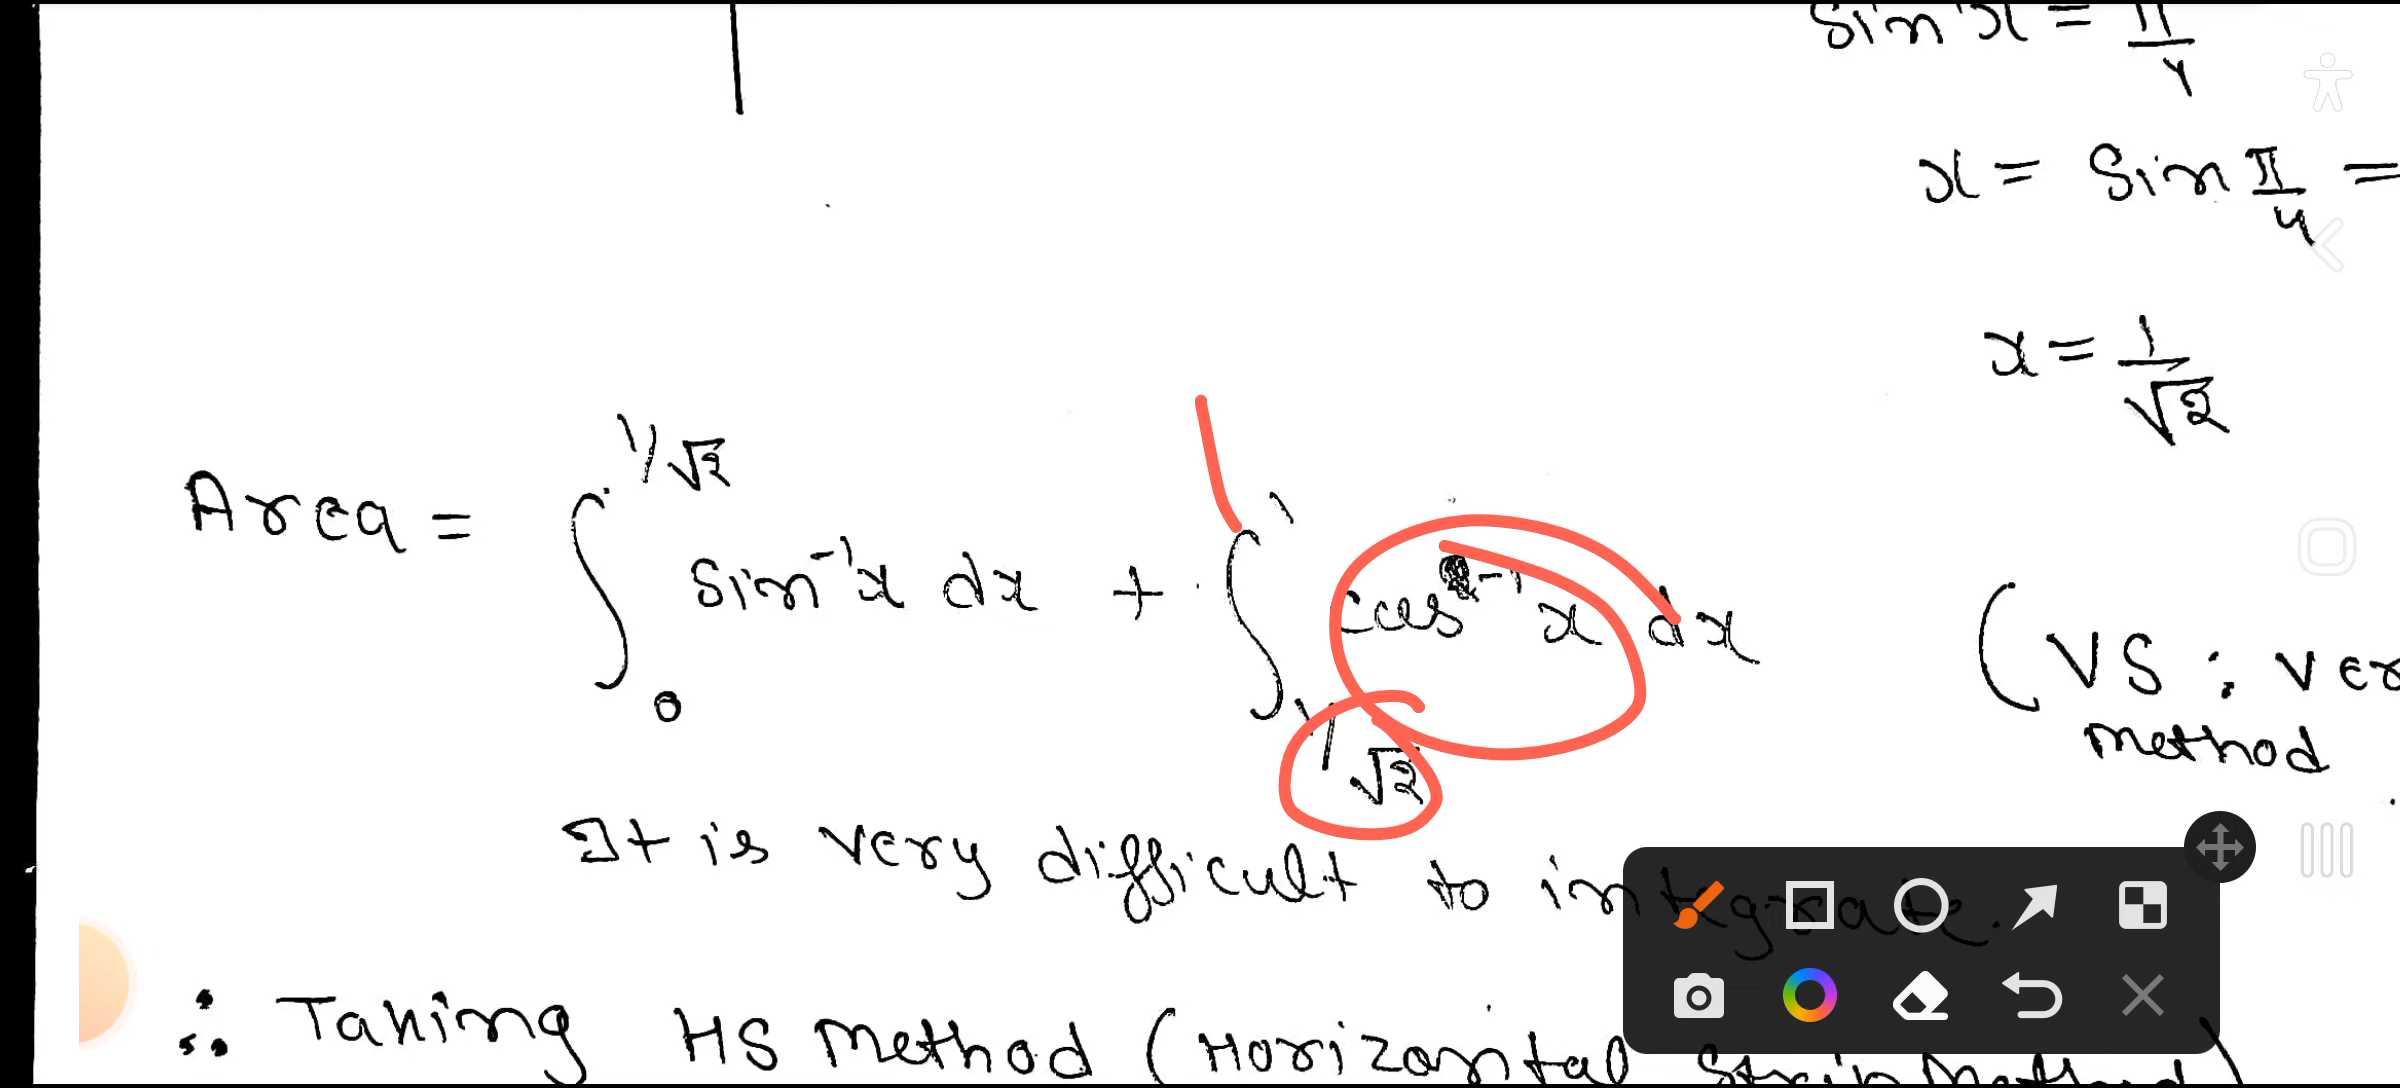 Sin⁻¹x = π/4
x = Sin π/4 =
x = 1/√2
Area = ∫₀^{1/√2} Sin⁻¹x dx + ∫_{1/√2}^{1} cos⁻¹x dx
(VS : ver
method
It is very difficult to integrate.
∴ Taking HS Method (Horizontal Strip Method)